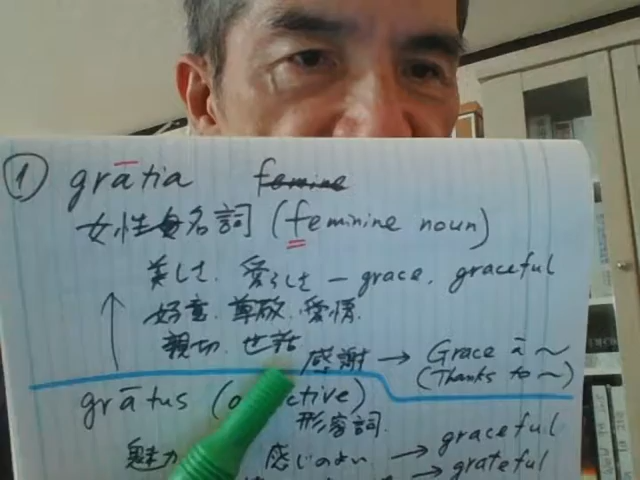 ① grātia
女性名詞 (feminine noun)
美しさ、愛らしさ — grace, graceful
好意、尊敬、愛情、
親切、世話
感謝 → Grace à ~
(Thanks to ~)
grātus (ctive)
形容詞
感じのよい → graceful
→ grateful